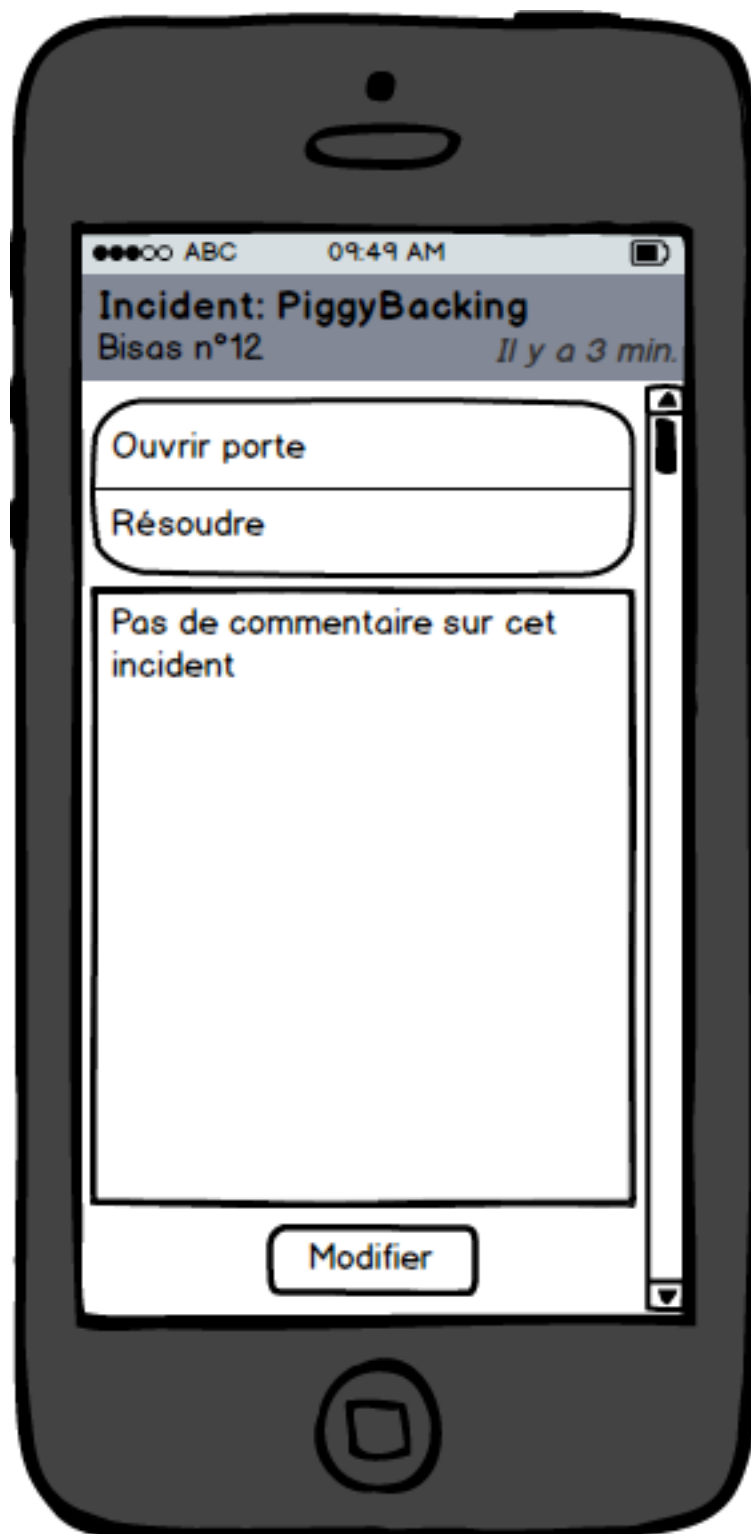 ABC 09:49 AM
Incident: PiggyBacking
Bisas n°12 Il y a 3 min.
Ouvrir porte
Résoudre
Pas de commentaire sur cet
incident
Modifier